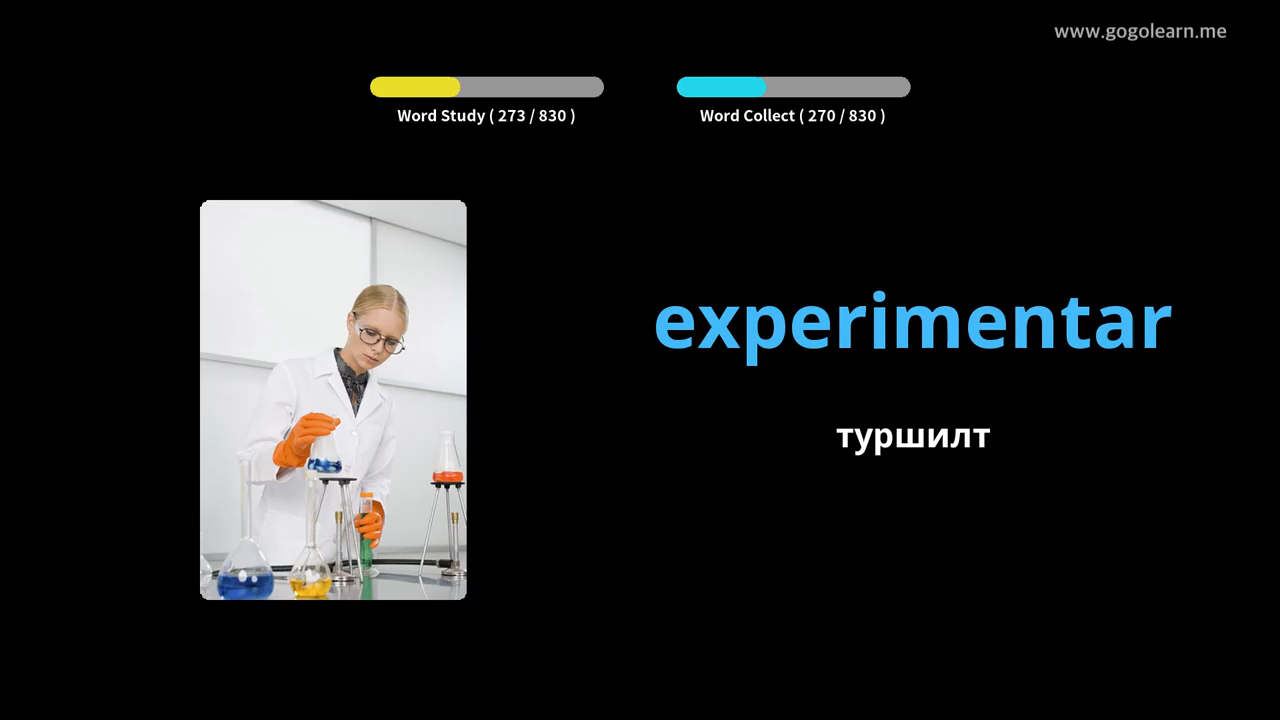 www.gogolearn.me
Word Study ( 273 / 830 )
Word Collect ( 270 / 830 )
experimentar
туршилт